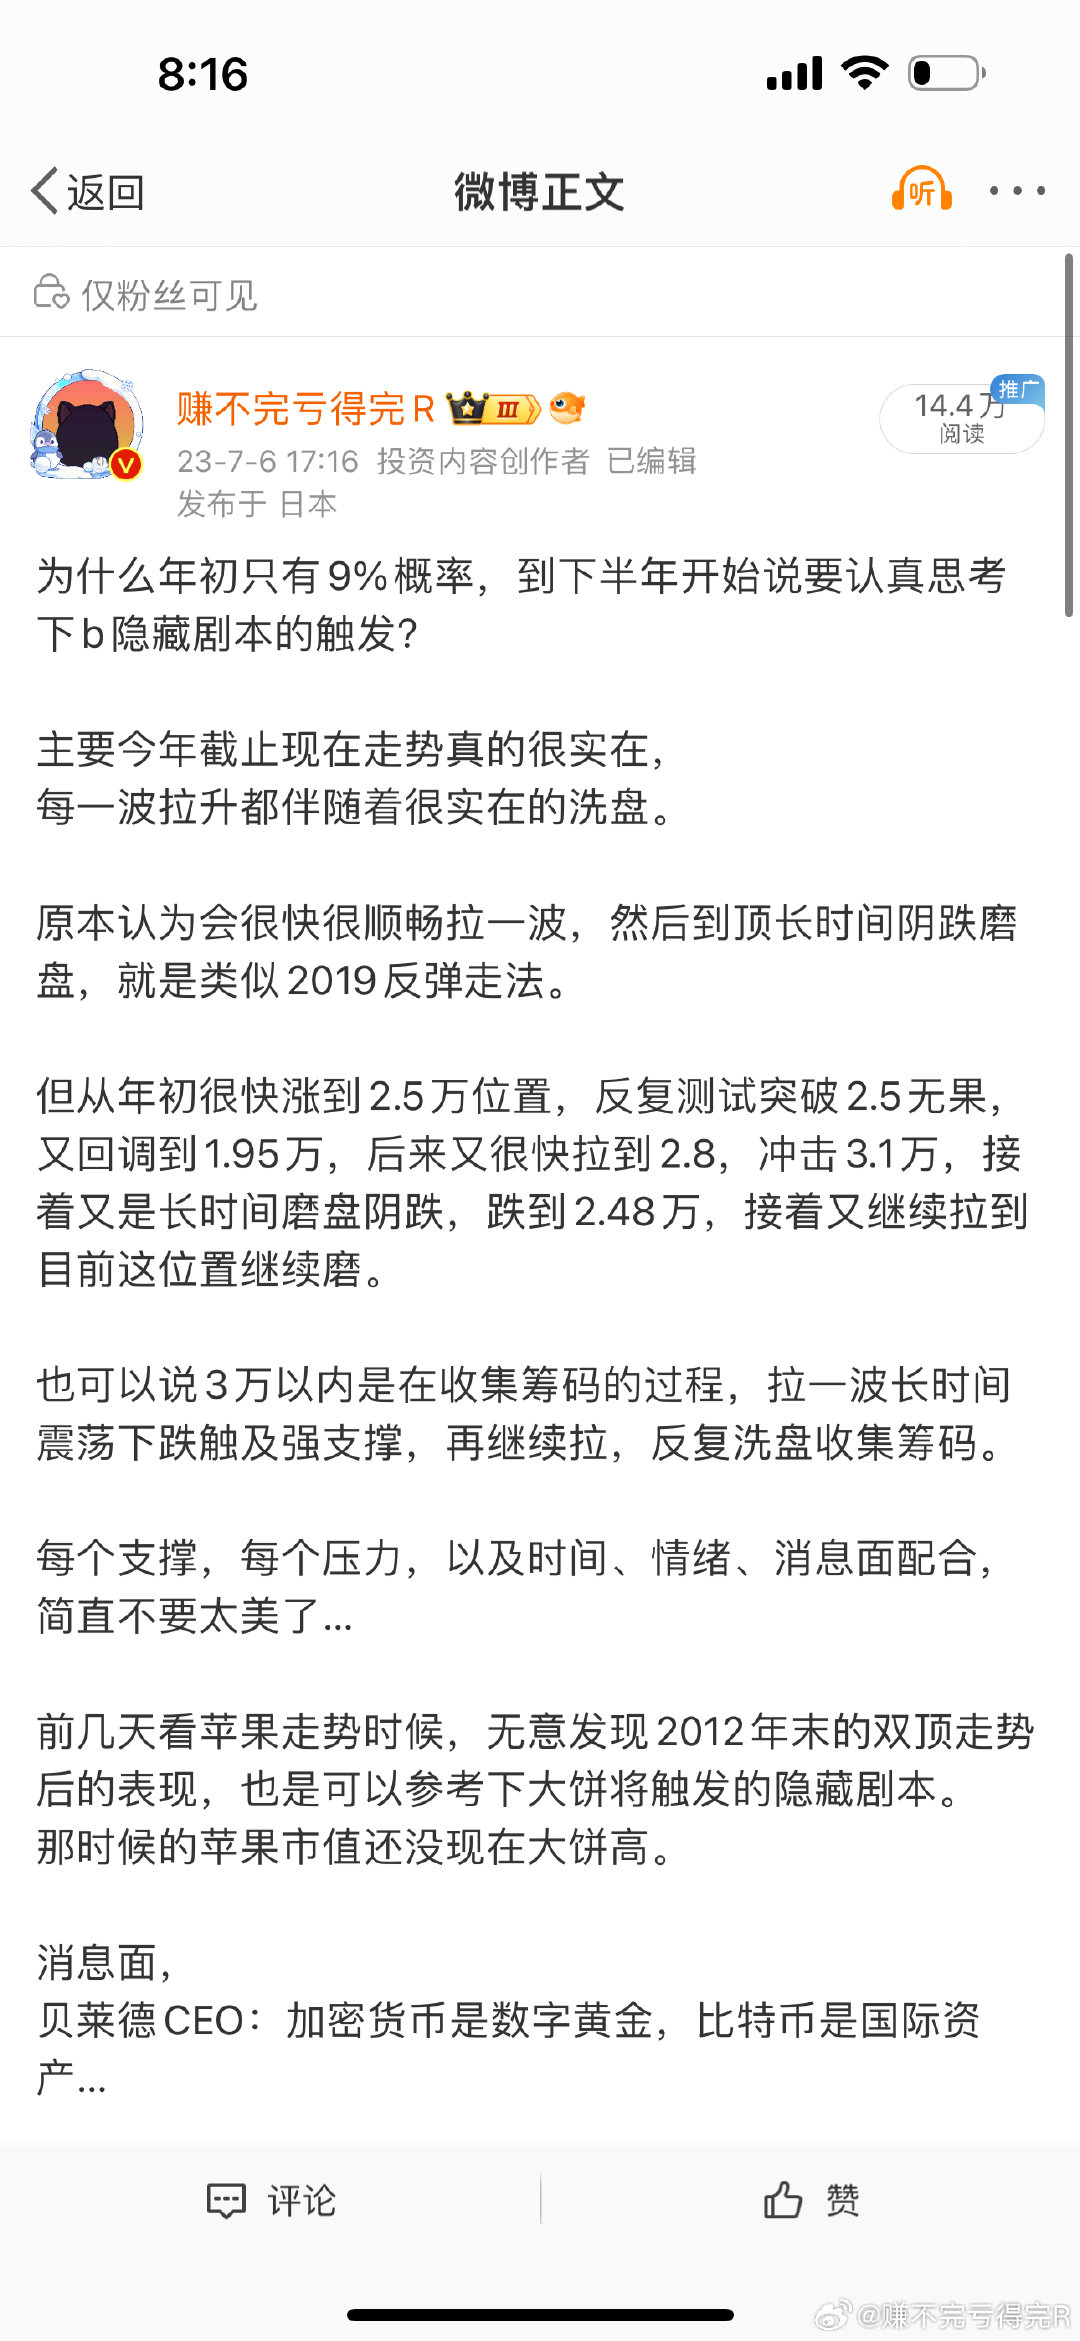 8:16
返回
微博正文
听
仅粉丝可见
赚不完亏得完R
III
14.4万
推广
阅读
23-7-6 17:16 投资内容创作者 已编辑
发布于 日本
为什么年初只有9%概率，到下半年开始说要认真思考
下b隐藏剧本的触发?
主要今年截止现在走势真的很实在，
每一波拉升都伴随着很实在的洗盘。
原本认为会很快很顺畅拉一波，然后到顶长时间阴跌磨
盘，就是类似2019反弹走法。
但从年初很快涨到2.5万位置，反复测试突破2.5无果，
又回调到1.95万，后来又很快拉到2.8，冲击3.1万，接
着又是长时间磨盘阴跌，跌到2.48万，接着又继续拉到
目前这位置继续磨。
也可以说3万以内是在收集筹码的过程，拉一波长时间
震荡下跌触及强支撑，再继续拉，反复洗盘收集筹码。
每个支撑，每个压力，以及时间、情绪、消息面配合，
简直不要太美了...
前几天看苹果走势时候，无意发现2012年末的双顶走势
后的表现，也是可以参考下大饼将触发的隐藏剧本。
那时候的苹果市值还没现在大饼高。
消息面，
贝莱德CEO：加密货币是数字黄金，比特币是国际资
产...
评论
赞
@赚不完亏得完R